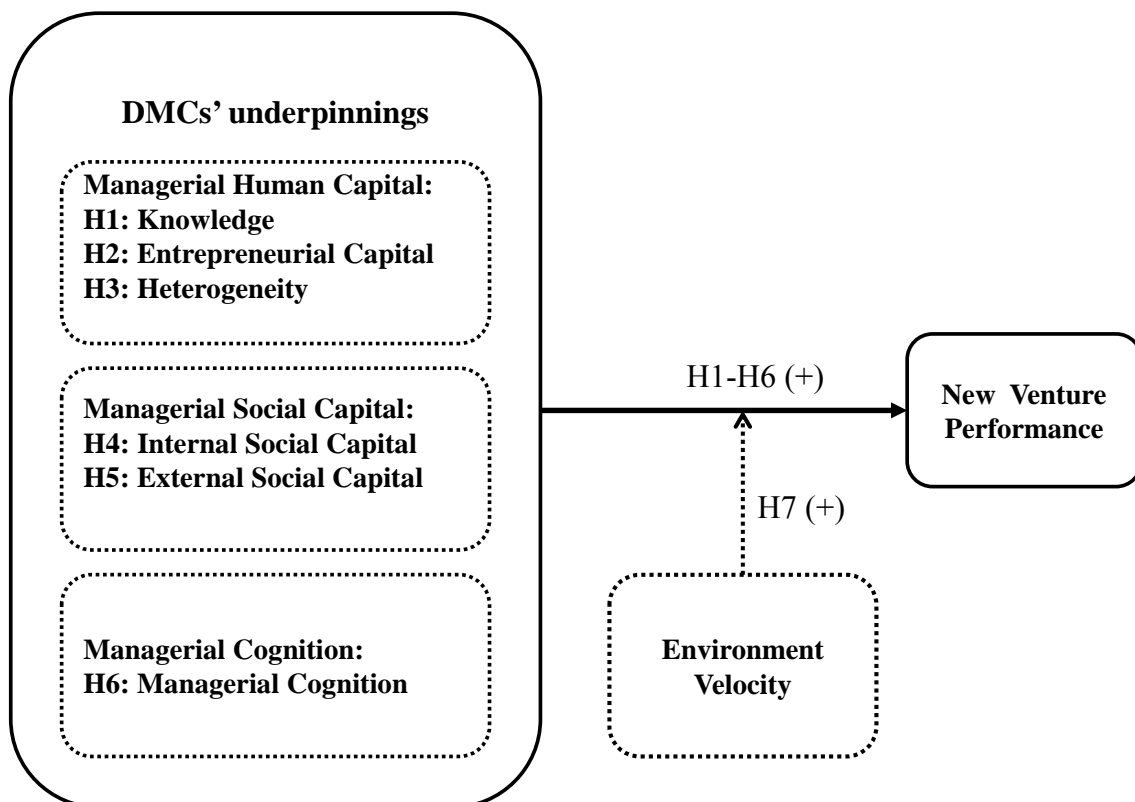 DMCs’ underpinnings
Managerial Human Capital:
H1: Knowledge
H2: Entrepreneurial Capital
H3: Heterogeneity
Managerial Social Capital:
H4: Internal Social Capital
H5: External Social Capital
Managerial Cognition:
H6: Managerial Cognition
H1-H6 (+)
H7 (+)
Environment
Velocity
New Venture
Performance